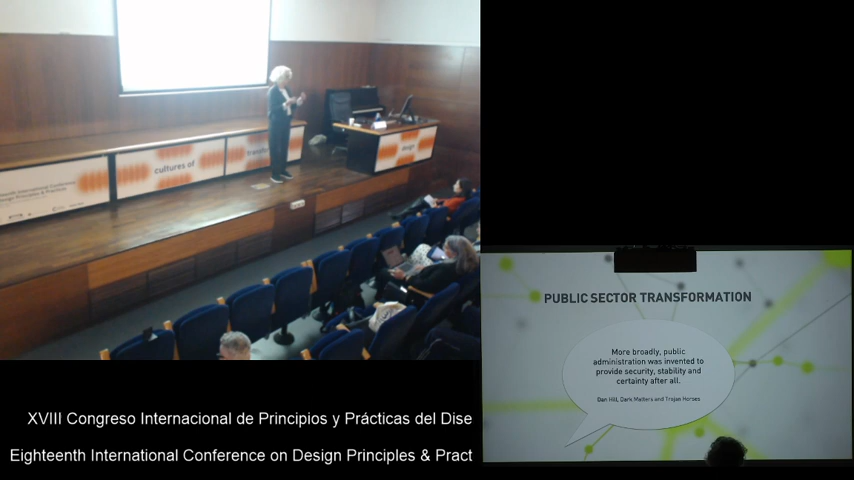 cultures of
design
XVIII Congreso Internacional de Principios y Prácticas del Dise
Eighteenth International Conference on Design Principles & Pract
PUBLIC SECTOR TRANSFORMATION
More broadly, public
administration was invented to
provide security, stability and
certainty after all.
Dan Hill, Dark Matters and Trojan Horses